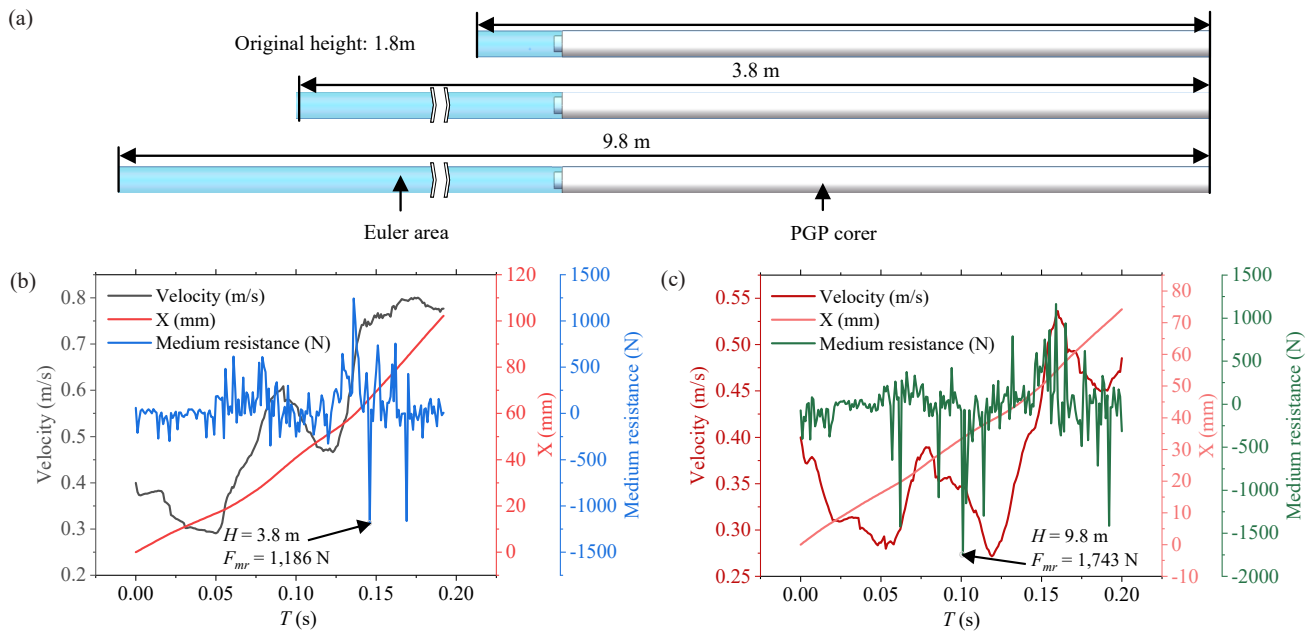 (a)
Original height: 1.8m
3.8 m
9.8 m
Euler area
PGP corer
(b)
Velocity (m/s)
X (mm)
Medium resistance (N)
0.8
0.7
0.6
0.5
0.4
0.3
0.2
Velocity (m/s)
120
100
80
60
40
20
0
X (mm)
1500
1000
500
0
-500
-1000
-1500
Medium resistance (N)
H = 3.8 m
Fmr = 1,186 N
0.00
0.05
0.10
0.15
0.20
T (s)
(c)
Velocity (m/s)
X (mm)
Medium resistance (N)
0.55
0.50
0.45
0.40
0.35
0.30
0.25
Velocity (m/s)
80
70
60
50
40
30
20
10
0
-10
X (mm)
1500
1000
500
0
-500
-1000
-1500
-2000
Medium resistance (N)
H = 9.8 m
Fmr = 1,743 N
0.00
0.05
0.10
0.15
0.20
T (s)